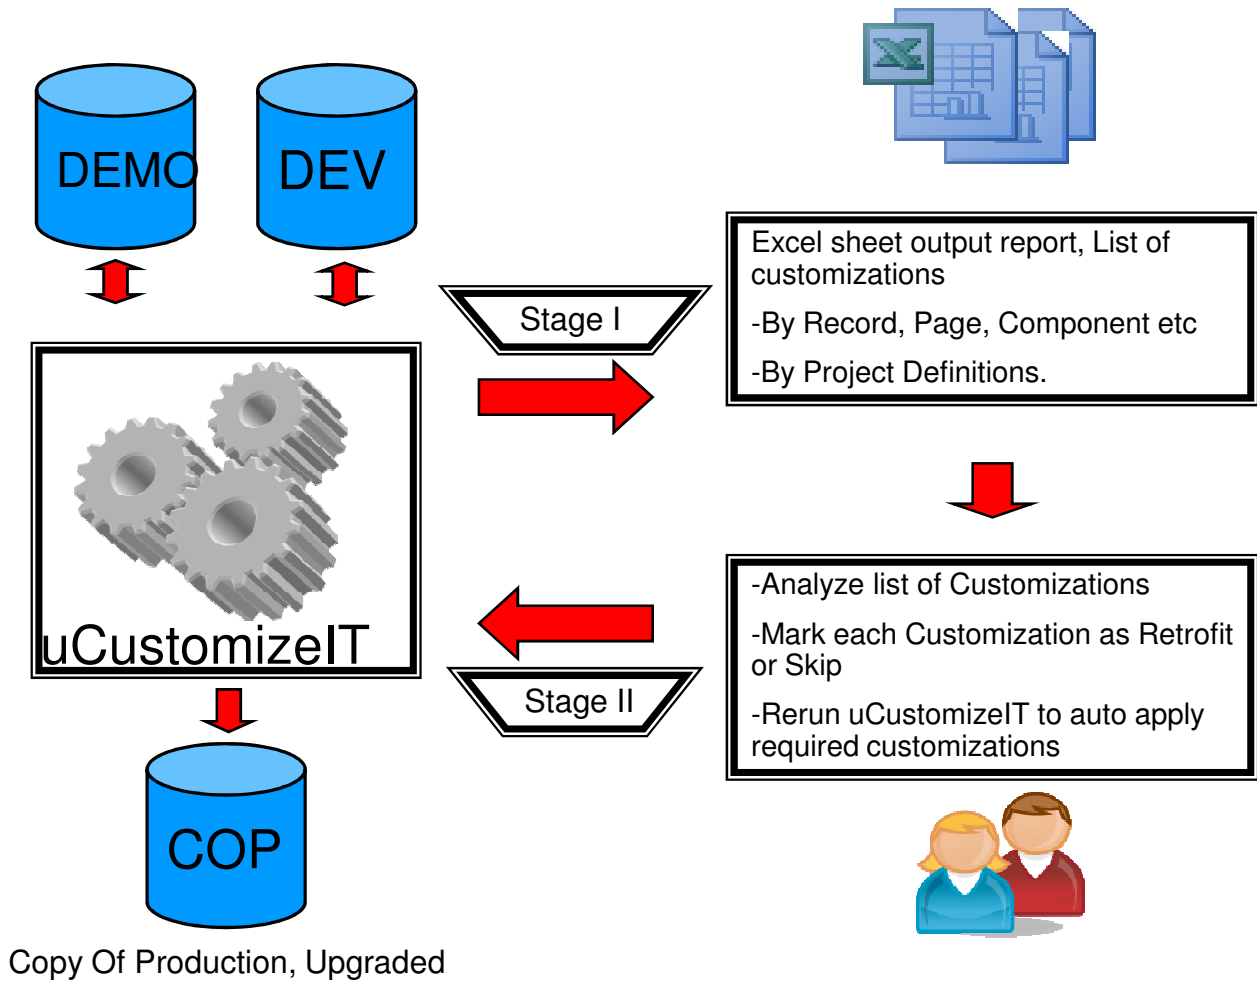 DEMO
DEV
Excel sheet output report, List of
customizations
-By Record, Page, Component etc
-By Project Definitions.
Stage I
uCustomizeIT
-Analyze list of Customizations
-Mark each Customization as Retrofit
or Skip
-Rerun uCustomizeIT to auto apply
required customizations
Stage II
COP
Copy Of Production, Upgraded